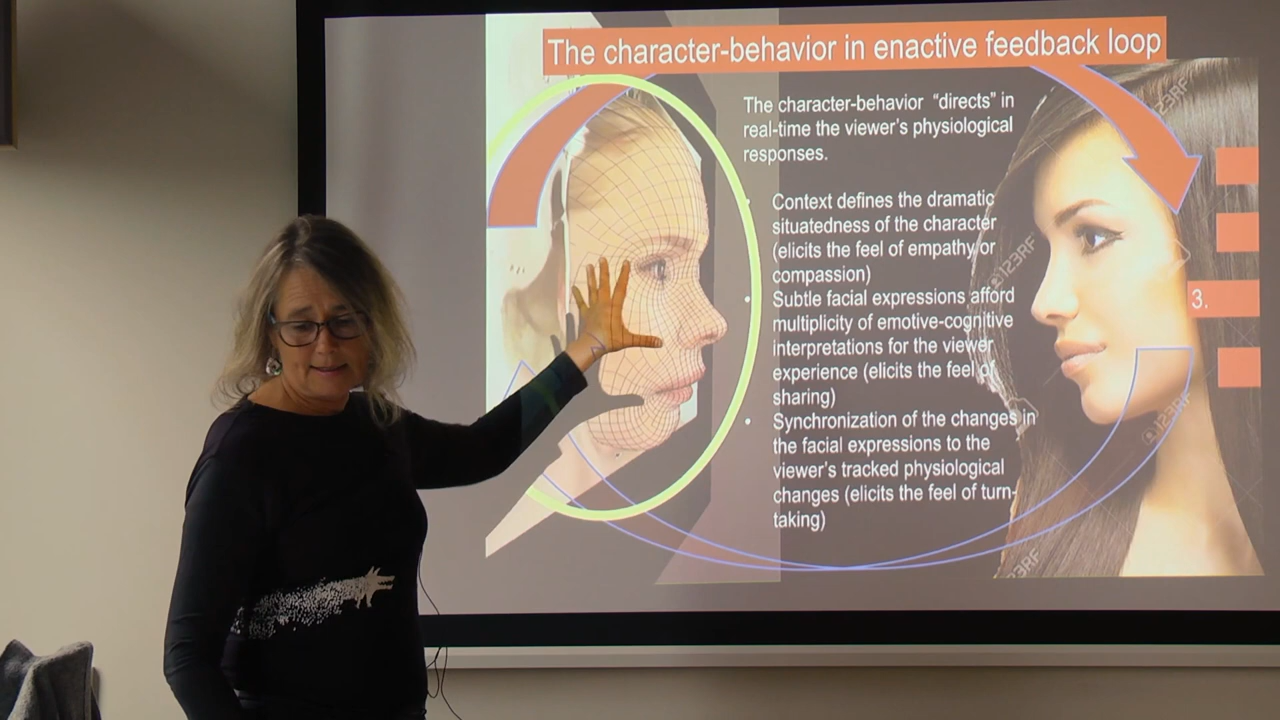 The character-behavior in enactive feedback loop
The character-behavior “directs” in
real-time the viewer’s physiological
responses.
• Context defines the dramatic
situatedness of the character
(elicits the feel of empathy or
compassion)
• Subtle facial expressions afford
multiplicity of emotive-cognitive
interpretations for the viewer
experience (elicits the feel of
sharing)
• Synchronization of the changes in
the facial expressions to the
viewer’s tracked physiological
changes (elicits the feel of turn-
taking)
3.
123RF
123RF
123RF
123RF